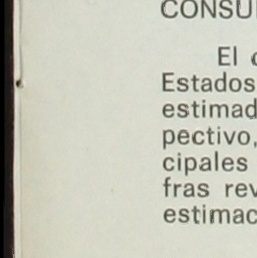 CONSU
El
Estados
estimad
pectivo,
cipales
fras rev
estimac